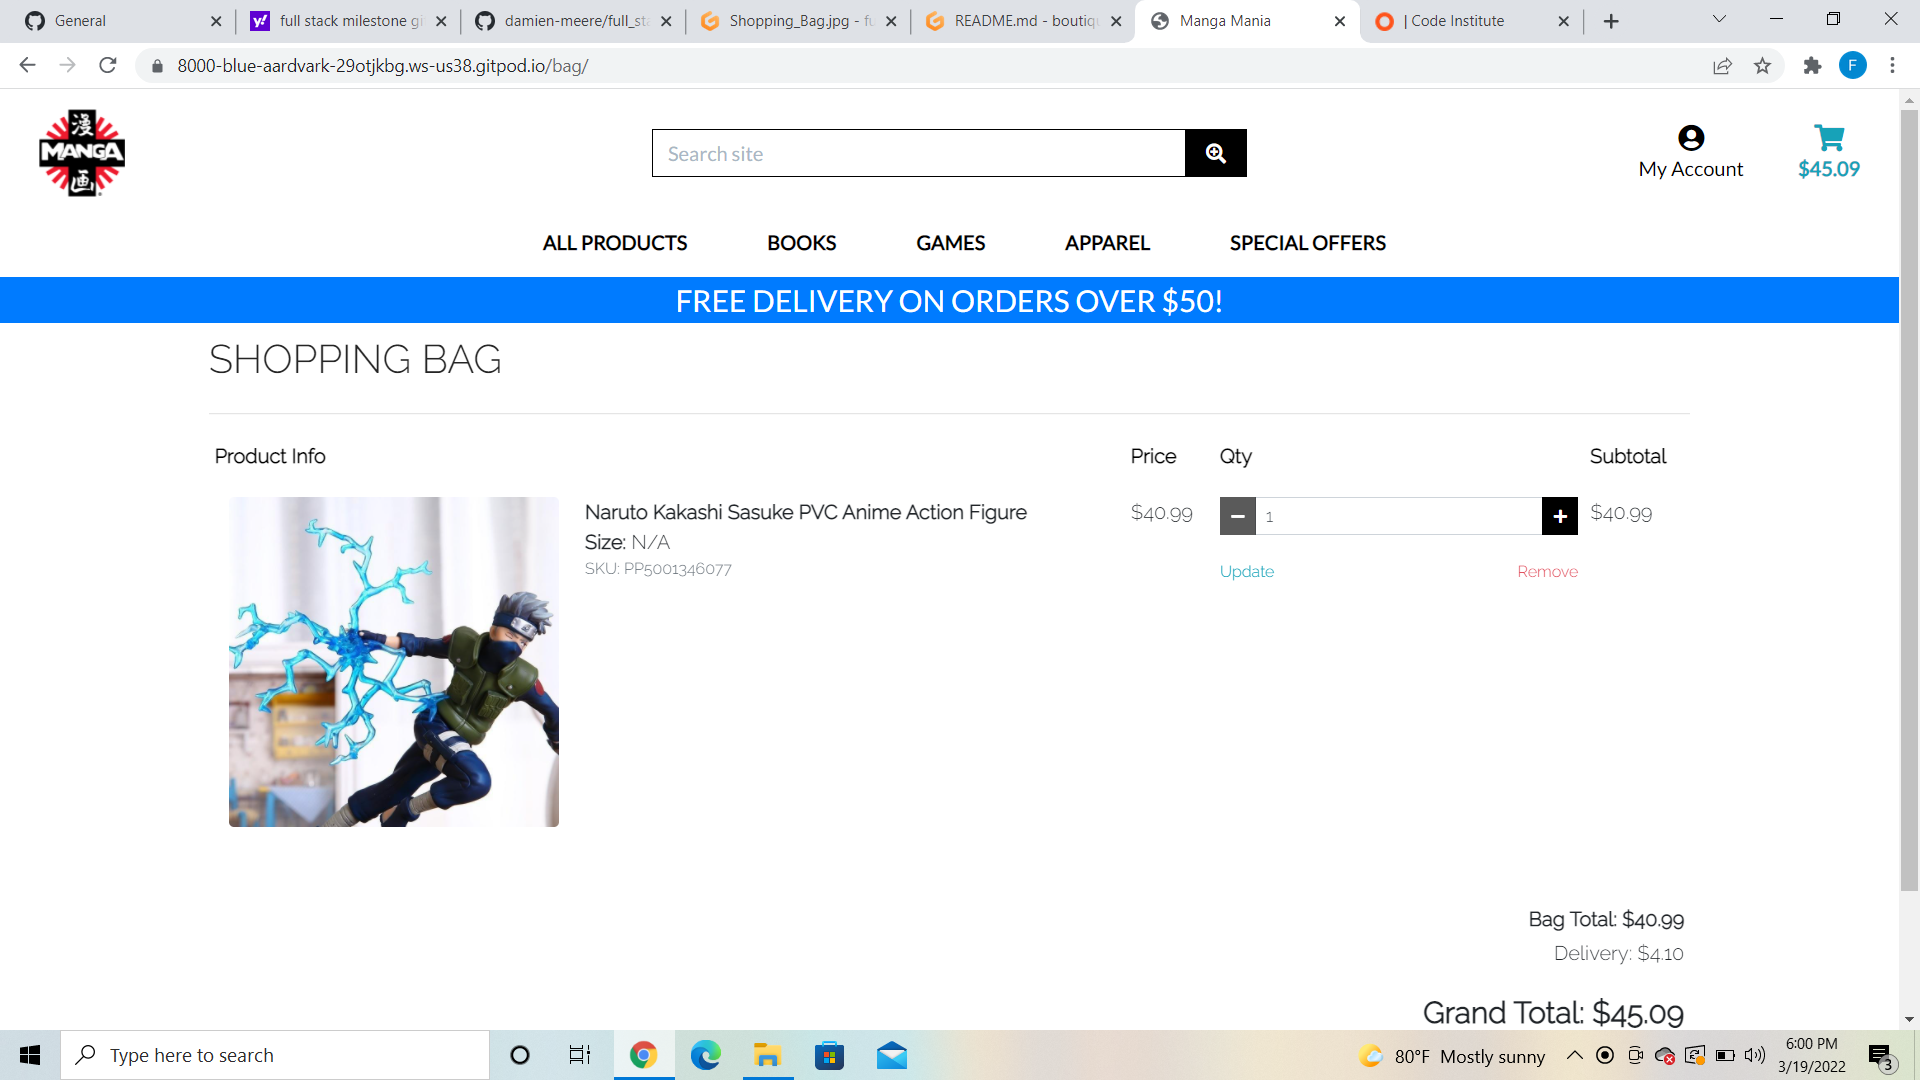 General
full stack milestone gi
damien-meere/full_sta
Shopping_Bag.jpg - fu
README.md - boutiqu
Manga Mania
| Code Institute
8000-blue-aardvark-29otjkbg.ws-us38.gitpod.io/bag/
F
漫
MANGA
画
Search site
My Account
$45.09
ALL PRODUCTS
BOOKS
GAMES
APPAREL
SPECIAL OFFERS
FREE DELIVERY ON ORDERS OVER $50!
SHOPPING BAG
Product Info
Price
Qty
Subtotal
Naruto Kakashi Sasuke PVC Anime Action Figure
Size: N/A
SKU: PP5001346077
$40.99
1
$40.99
Update
Remove
Bag Total: $40.99
Delivery: $4.10
Grand Total: $45.09
Type here to search
80°F Mostly sunny
6:00 PM
3/19/2022
3